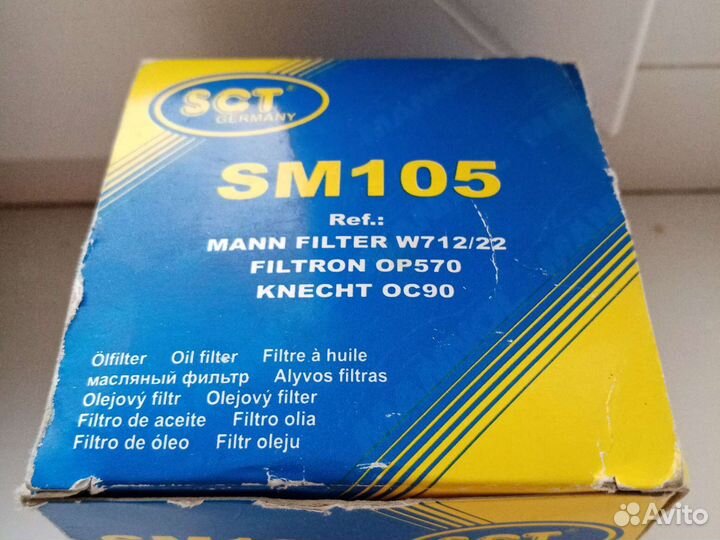 SCT
GERMANY
SM105
Ref.:
MANN FILTER W712/22
FILTRON OP570
KNECHT OC90
Ölfilter Oil filter Filtre à huile
масляный фильтр Alyvos filtras
Olejový filtr Olejový filter
Filtro de aceite Filtro olia
Filtro de óleo Filtr oleju
SCT
Avito